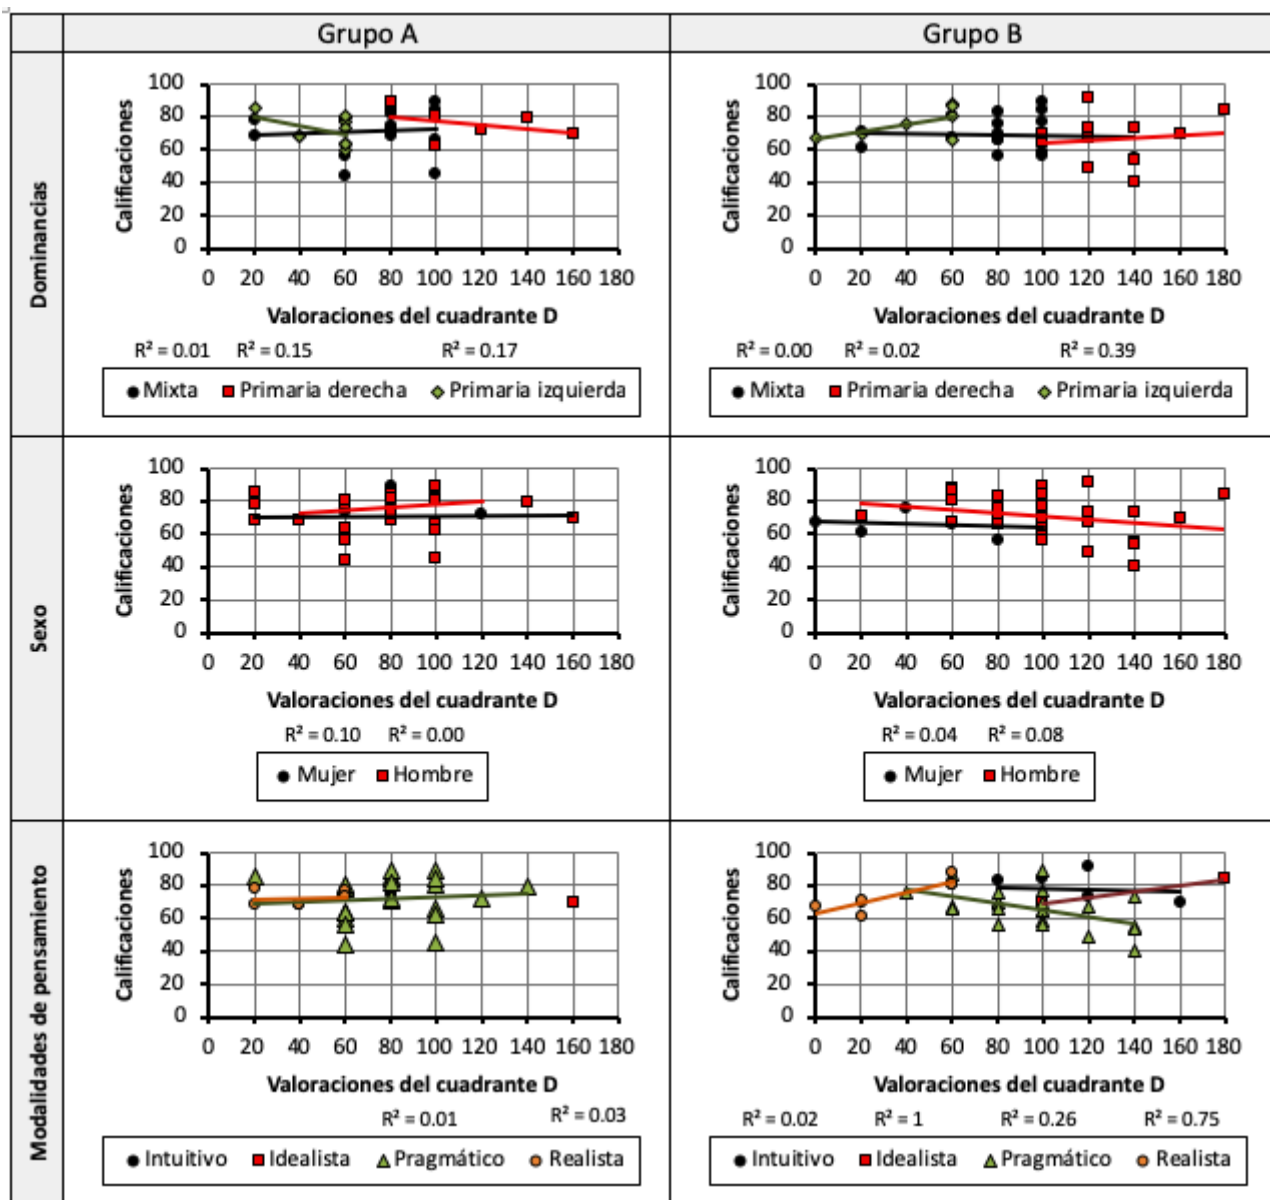 Grupo A
Grupo B
Dominancias
Calificaciones
100
80
60
40
20
0
0 20 40 60 80 100 120 140 160 180
Valoraciones del cuadrante D
R² = 0.01 R² = 0.15 R² = 0.17
Mixta Primaria derecha Primaria izquierda
Calificaciones
100
80
60
40
20
0
0 20 40 60 80 100 120 140 160 180
Valoraciones del cuadrante D
R² = 0.00 R² = 0.02 R² = 0.39
Mixta Primaria derecha Primaria izquierda
Sexo
Calificaciones
100
80
60
40
20
0
0 20 40 60 80 100 120 140 160 180
Valoraciones del cuadrante D
R² = 0.10 R² = 0.00
Mujer Hombre
Calificaciones
100
80
60
40
20
0
0 20 40 60 80 100 120 140 160 180
Valoraciones del cuadrante D
R² = 0.04 R² = 0.08
Mujer Hombre
Modalidades de pensamiento
Calificaciones
100
80
60
40
20
0
0 20 40 60 80 100 120 140 160 180
Valoraciones del cuadrante D
R² = 0.01 R² = 0.03
Intuitivo Idealista Pragmático Realista
Calificaciones
100
80
60
40
20
0
0 20 40 60 80 100 120 140 160 180
Valoraciones del cuadrante D
R² = 0.02 R² = 1 R² = 0.26 R² = 0.75
Intuitivo Idealista Pragmático Realista